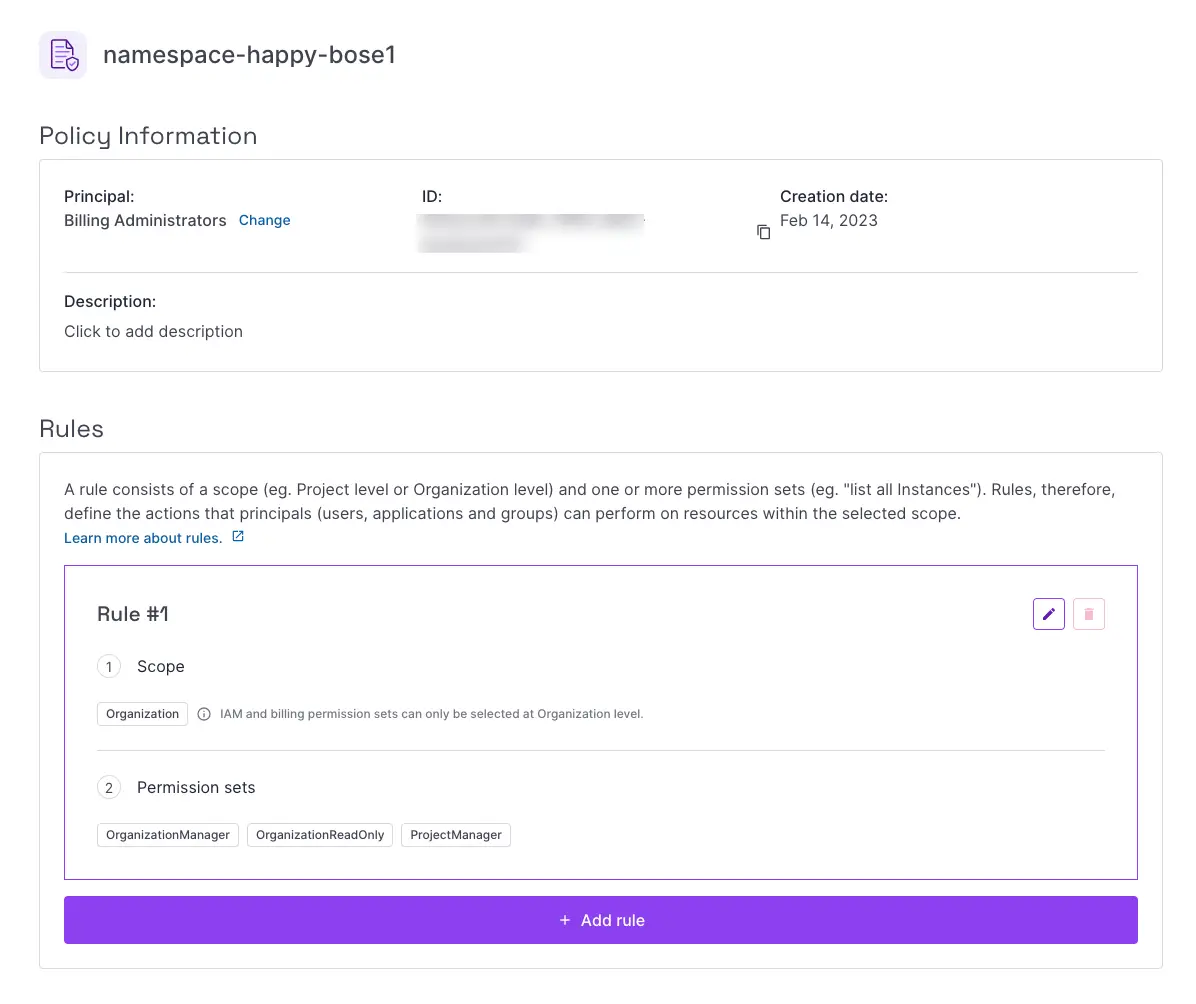 namespace-happy-bose1
Policy Information
Principal:
Billing Administrators Change
ID:
Creation date:
Feb 14, 2023
Description:
Click to add description
Rules
A rule consists of a scope (eg. Project level or Organization level) and one or more permission sets (eg. "list all Instances"). Rules, therefore,
define the actions that principals (users, applications and groups) can perform on resources within the selected scope.
Learn more about rules.
Rule #1
1 Scope
Organization IAM and billing permission sets can only be selected at Organization level.
2 Permission sets
OrganizationManager OrganizationReadOnly ProjectManager
+ Add rule